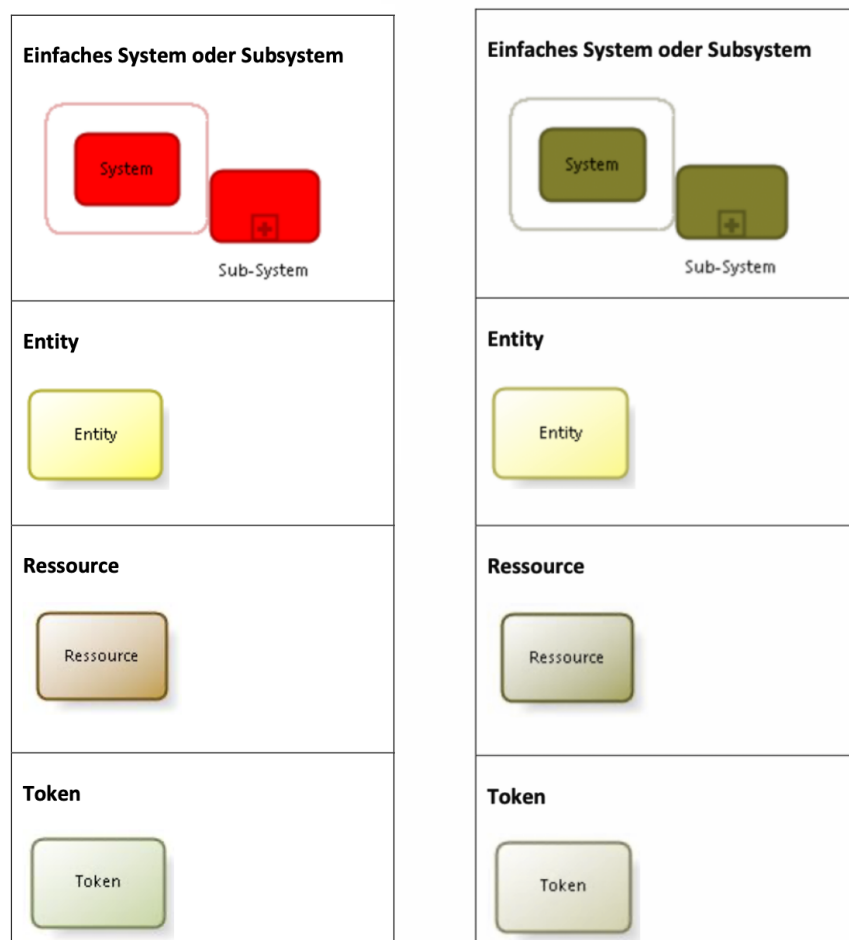 Einfaches System oder Subsystem
System
Sub-System
Entity
Entity
Ressource
Ressource
Token
Token
Einfaches System oder Subsystem
System
Sub-System
Entity
Entity
Ressource
Ressource
Token
Token